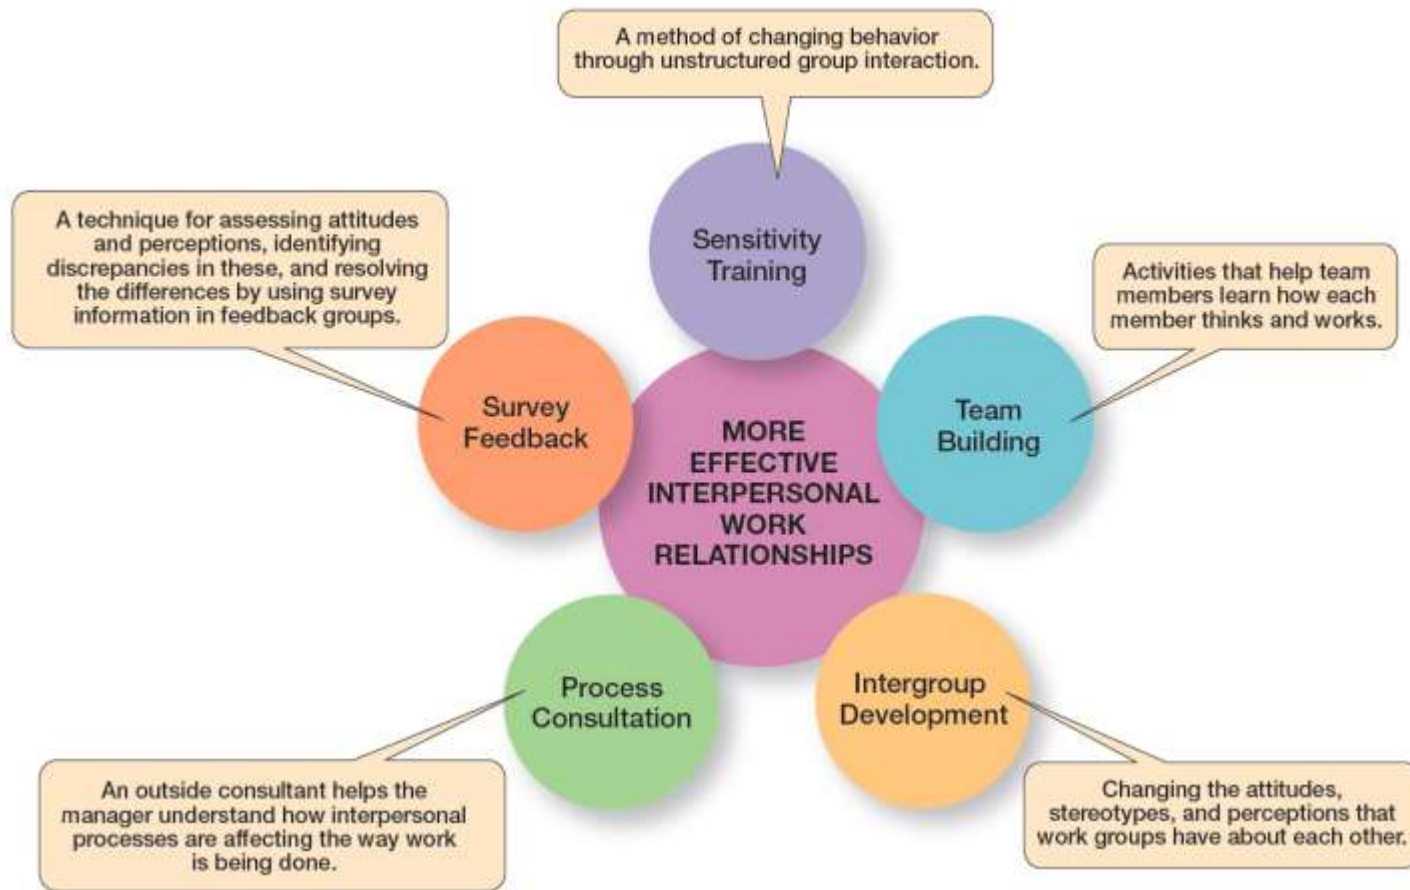 A method of changing behavior
through unstructured group interaction.
Sensitivity
Training
A technique for assessing attitudes
and perceptions, identifying
discrepancies in these, and resolving
the differences by using survey
information in feedback groups.
Activities that help team
members learn how each
member thinks and works.
Survey
Feedback
Team
Building
MORE
EFFECTIVE
INTERPERSONAL
WORK
RELATIONSHIPS
Process
Consultation
Intergroup
Development
An outside consultant helps the
manager understand how interpersonal
processes are affecting the way work
is being done.
Changing the attitudes,
stereotypes, and perceptions that
work groups have about each other.